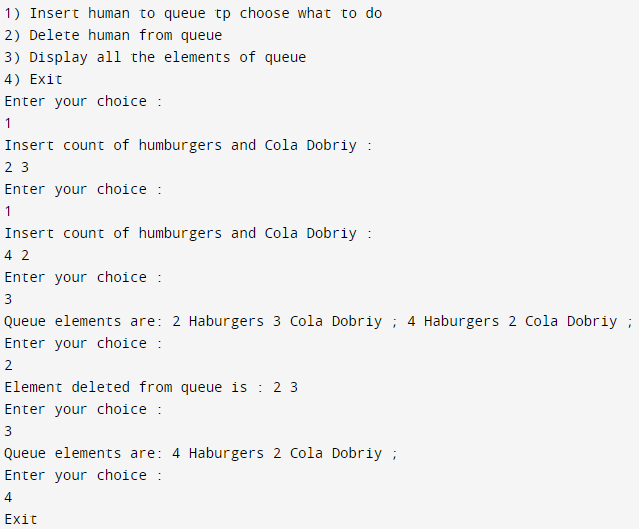 1) Insert human to queue tp choose what to do
2) Delete human from queue
3) Display all the elements of queue
4) Exit
Enter your choice :
1
Insert count of humburgers and Cola Dobriy :
2 3
Enter your choice :
1
Insert count of humburgers and Cola Dobriy :
4 2
Enter your choice :
3
Queue elements are: 2 Haburgers 3 Cola Dobriy ; 4 Haburgers 2 Cola Dobriy ;
Enter your choice :
2
Element deleted from queue is : 2 3
Enter your choice :
3
Queue elements are: 4 Haburgers 2 Cola Dobriy ;
Enter your choice :
4
Exit